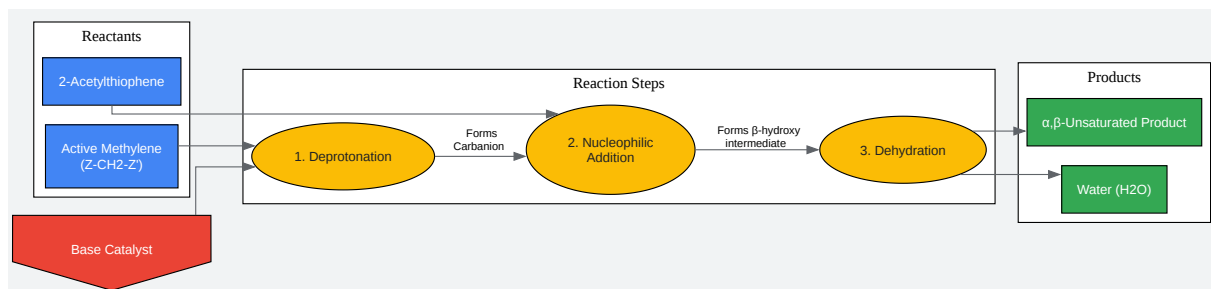 Reactants
2-Acetylthiophene
Active Methylene
(Z-CH2-Z')
Base Catalyst
Reaction Steps
1. Deprotonation
Forms
Carbanion
2. Nucleophilic
Addition
Forms β-hydroxy
intermediate
3. Dehydration
Products
α,β-Unsaturated Product
Water (H2O)